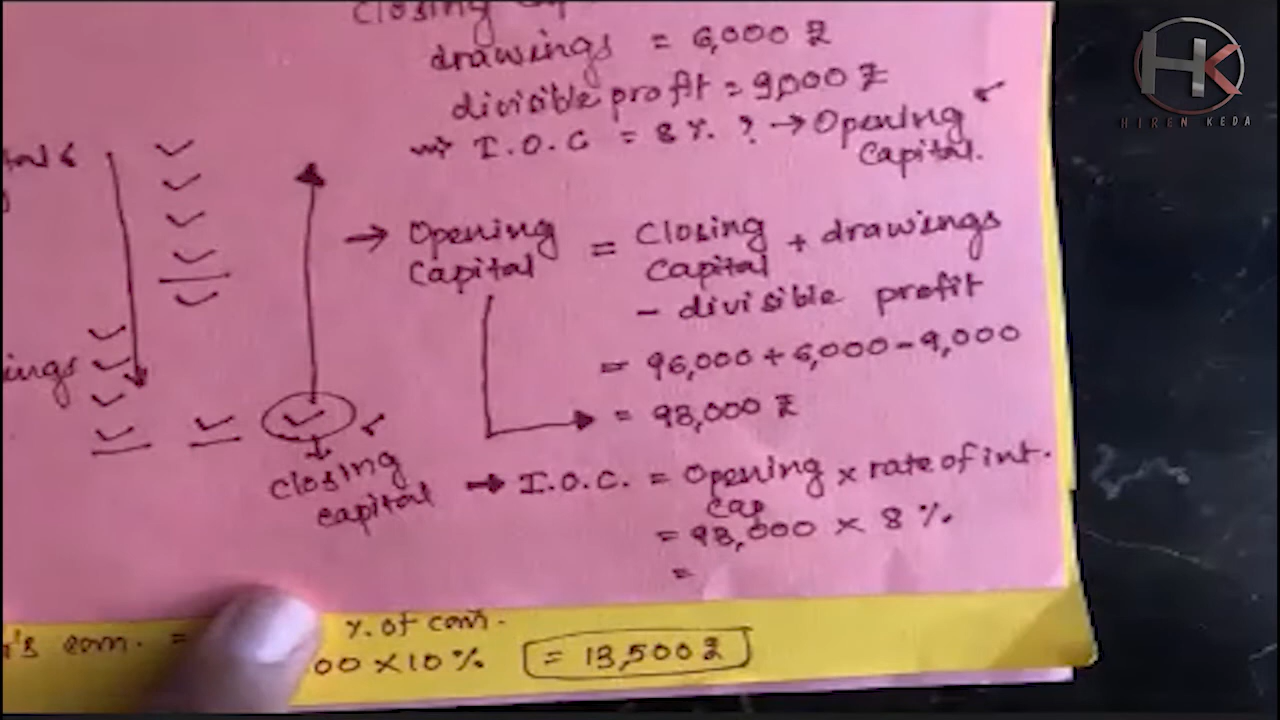 Closing
drawings = 6,000 ₹
divisible profit = 9,000 ₹
I.O.C = 8 %. ? → Opening
capital.
→ Opening capital = Closing capital + drawings
- divisible profit
= 96,000 + 6,000 - 9,000
= 93,000 ₹
closing
capital
→ I.O.C. = Opening cap × rate of int.
= 93,000 × 8 %.
=
%. of com.
00 × 10 %. = 13,500 ₹
HK
HIREN KEDA